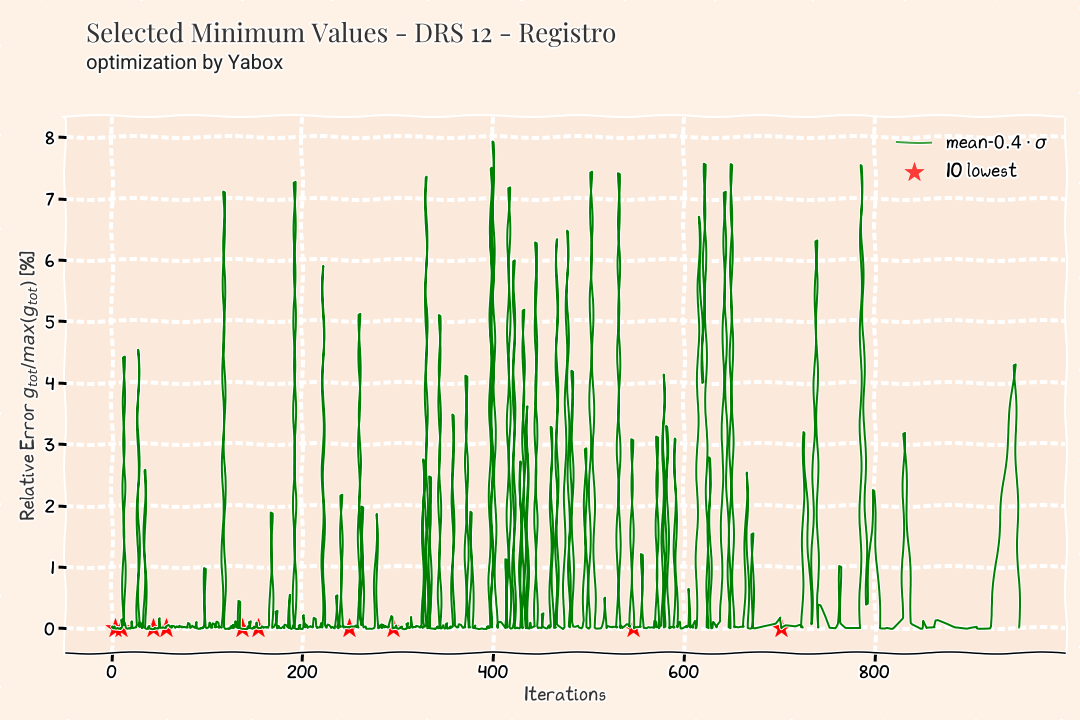 Selected Minimum Values - DRS 12 - Registro
optimization by Yabox
mean-0.4 · σ
10 lowest
Relative Error g_tot/max(g_tot) [%]
8
7
6
5
4
3
2
1
0
0 200 400 600 800
Iterations